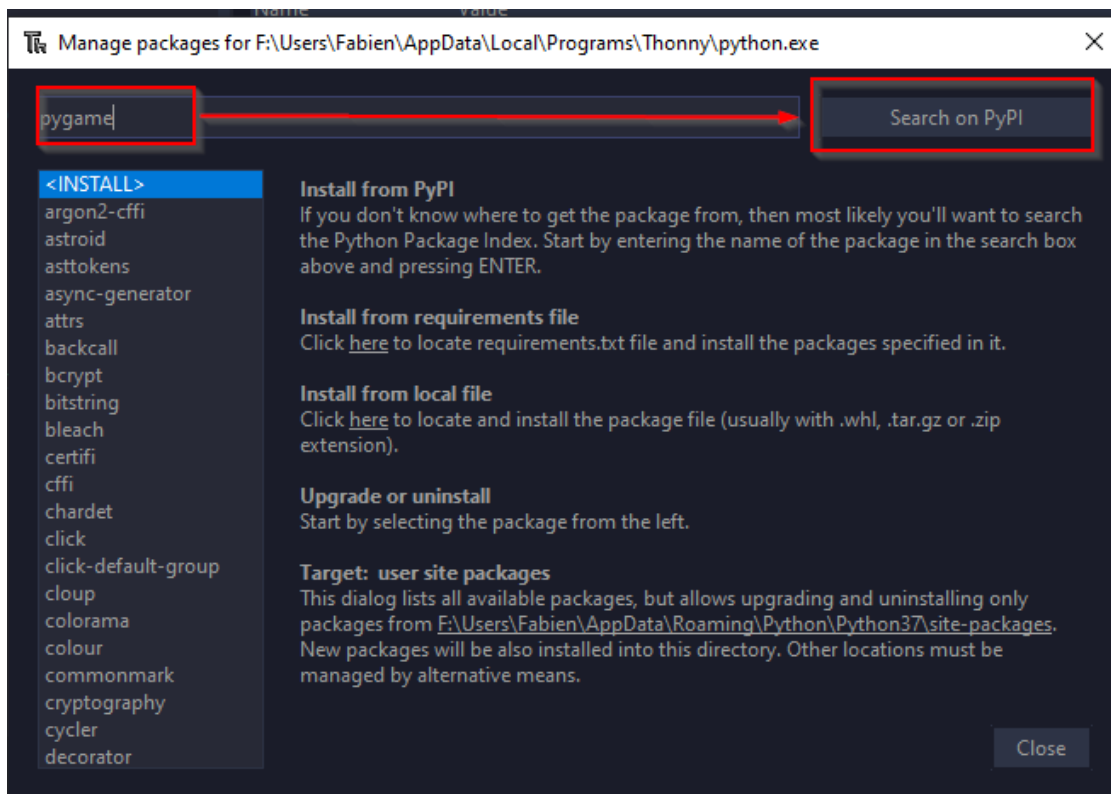 Name Value
Manage packages for F:\Users\Fabien\AppData\Local\Programs\Thonny\python.exe
pygame
Search on PyPI
<INSTALL>
argon2-cffi
astroid
asttokens
async-generator
attrs
backcall
bcrypt
bitstring
bleach
certifi
cffi
chardet
click
click-default-group
cloup
colorama
colour
commonmark
cryptography
cycler
decorator
Install from PyPI
If you don't know where to get the package from, then most likely you'll want to search
the Python Package Index. Start by entering the name of the package in the search box
above and pressing ENTER.
Install from requirements file
Click here to locate requirements.txt file and install the packages specified in it.
Install from local file
Click here to locate and install the package file (usually with .whl, .tar.gz or .zip
extension).
Upgrade or uninstall
Start by selecting the package from the left.
Target:  user site packages
This dialog lists all available packages, but allows upgrading and uninstalling only
packages from F:\Users\Fabien\AppData\Roaming\Python\Python37\site-packages.
New packages will be also installed into this directory. Other locations must be
managed by alternative means.
Close